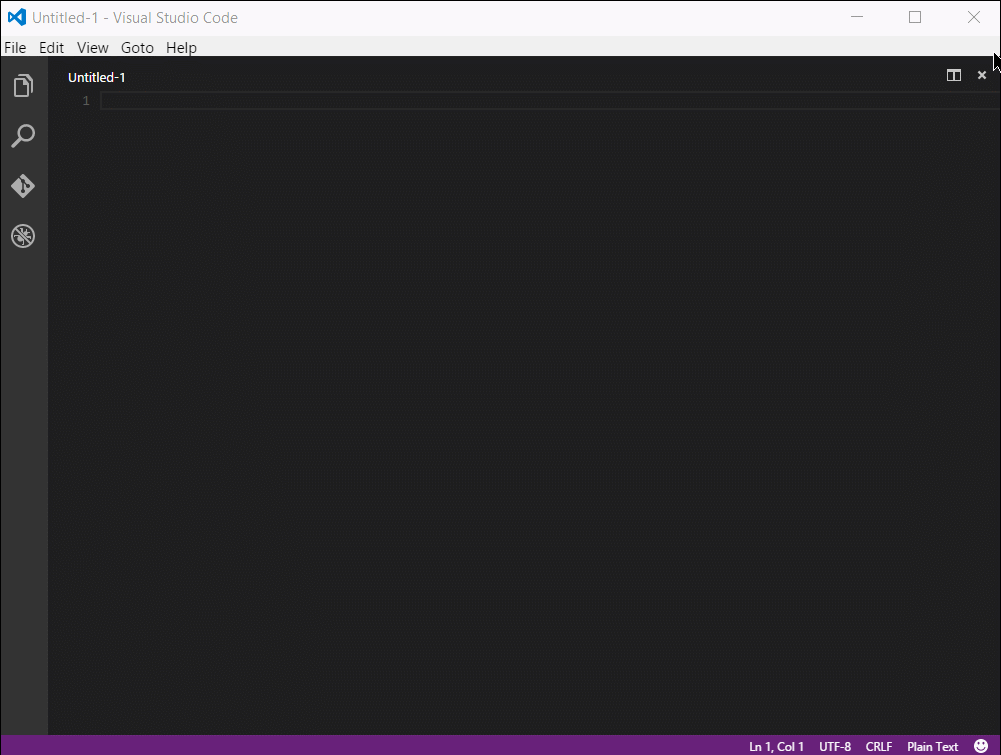 Untitled-1 - Visual Studio Code
File Edit View Goto Help
Untitled-1
1
Ln 1, Col 1 UTF-8 CRLF Plain Text